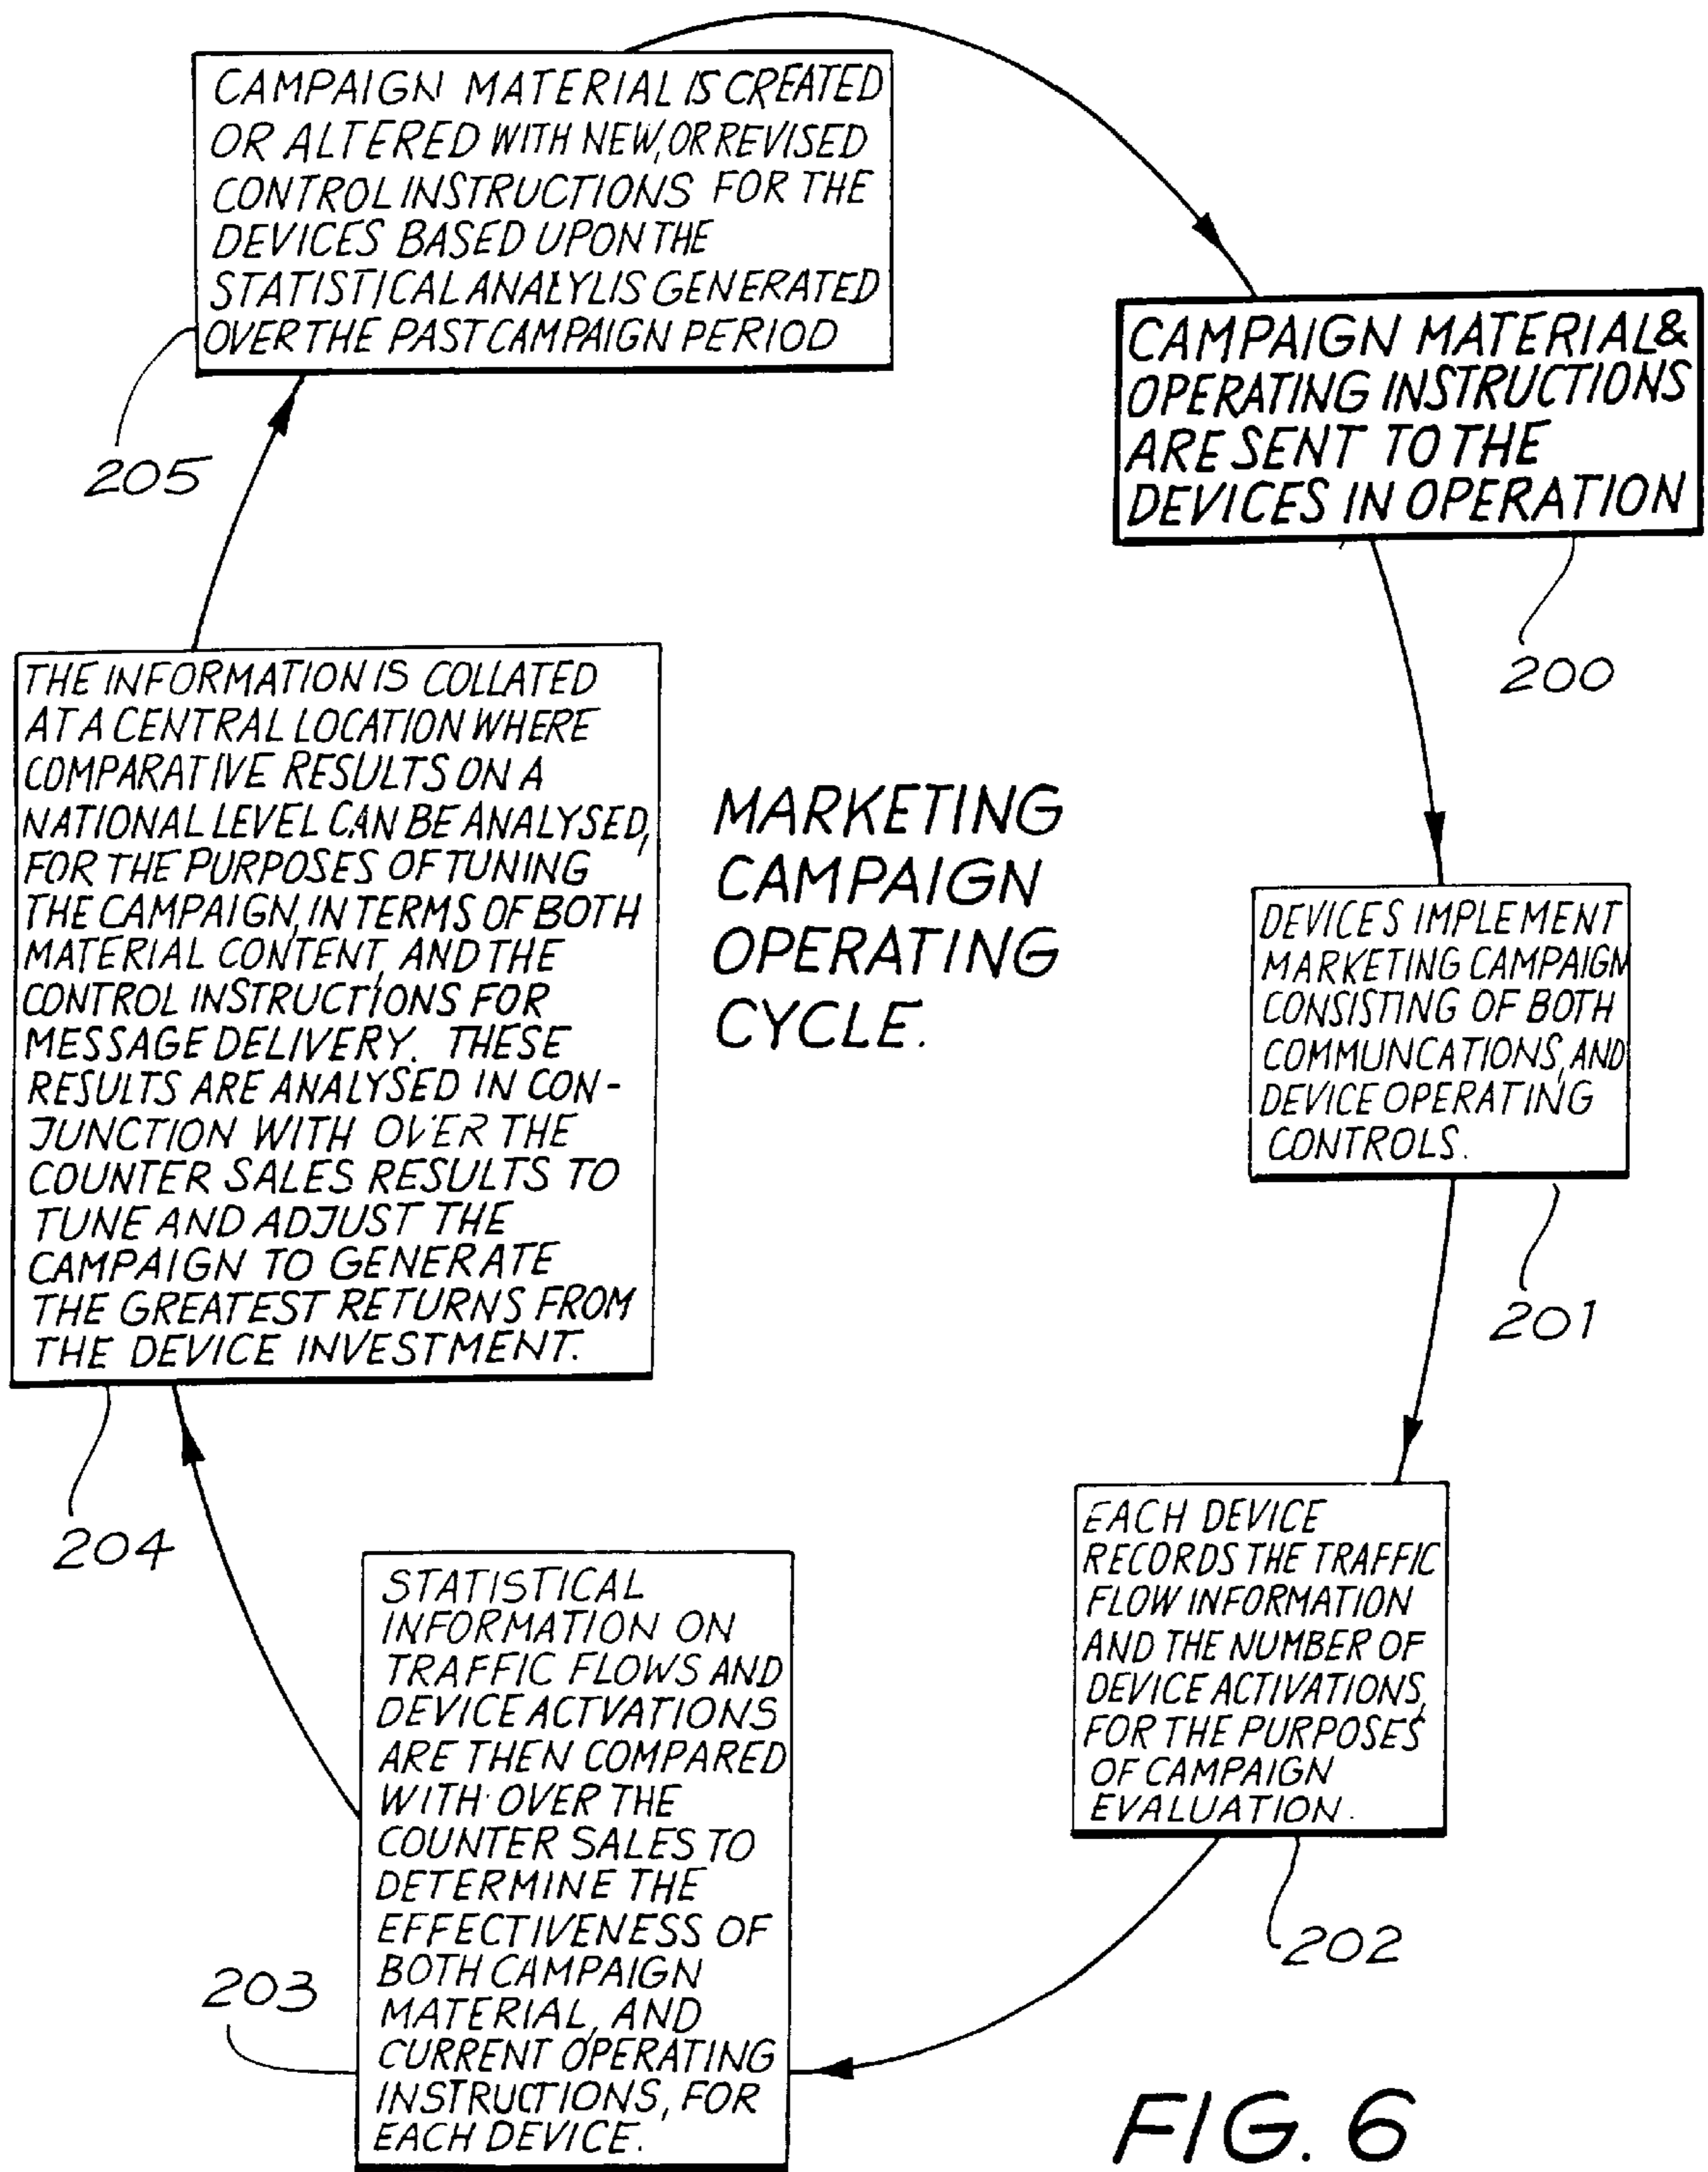 CAMPAIGN MATERIAL IS CREATED
OR ALTERED WITH NEW, OR REVISED
CONTROL INSTRUCTIONS FOR THE
DEVICES BASED UPON THE
STATISTICAL ANALYLIS GENERATED
OVER THE PAST CAMPAIGN PERIOD
205
CAMPAIGN MATERIAL &
OPERATING INSTRUCTIONS
ARE SENT TO THE
DEVICES IN OPERATION
200
THE INFORMATION IS COLLATED
AT A CENTRAL LOCATION WHERE
COMPARATIVE RESULTS ON A
NATIONAL LEVEL CAN BE ANALYSED,
FOR THE PURPOSES OF TUNING
THE CAMPAIGN, IN TERMS OF BOTH
MATERIAL CONTENT, AND THE
CONTROL INSTRUCTIONS FOR
MESSAGE DELIVERY. THESE
RESULTS ARE ANALYSED IN CON-
JUNCTION WITH OVER THE
COUNTER SALES RESULTS TO
TUNE AND ADJUST THE
CAMPAIGN TO GENERATE
THE GREATEST RETURNS FROM
THE DEVICE INVESTMENT.
204
MARKETING
CAMPAIGN
OPERATING
CYCLE.
DEVICES IMPLEMENT
MARKETING CAMPAIGN
CONSISTING OF BOTH
COMMUNCATIONS, AND
DEVICE OPERATING
CONTROLS.
201
EACH DEVICE
RECORDS THE TRAFFIC
FLOW INFORMATION
AND THE NUMBER OF
DEVICE ACTIVATIONS,
FOR THE PURPOSES
OF CAMPAIGN
EVALUATION.
202
STATISTICAL
INFORMATION ON
TRAFFIC FLOWS AND
DEVICE ACTVATIONS
ARE THEN COMPARED
WITH OVER THE
COUNTER SALES TO
DETERMINE THE
EFFECTIVENESS OF
BOTH CAMPAIGN
MATERIAL, AND
CURRENT OPERATING
INSTRUCTIONS, FOR
EACH DEVICE.
203
FIG. 6